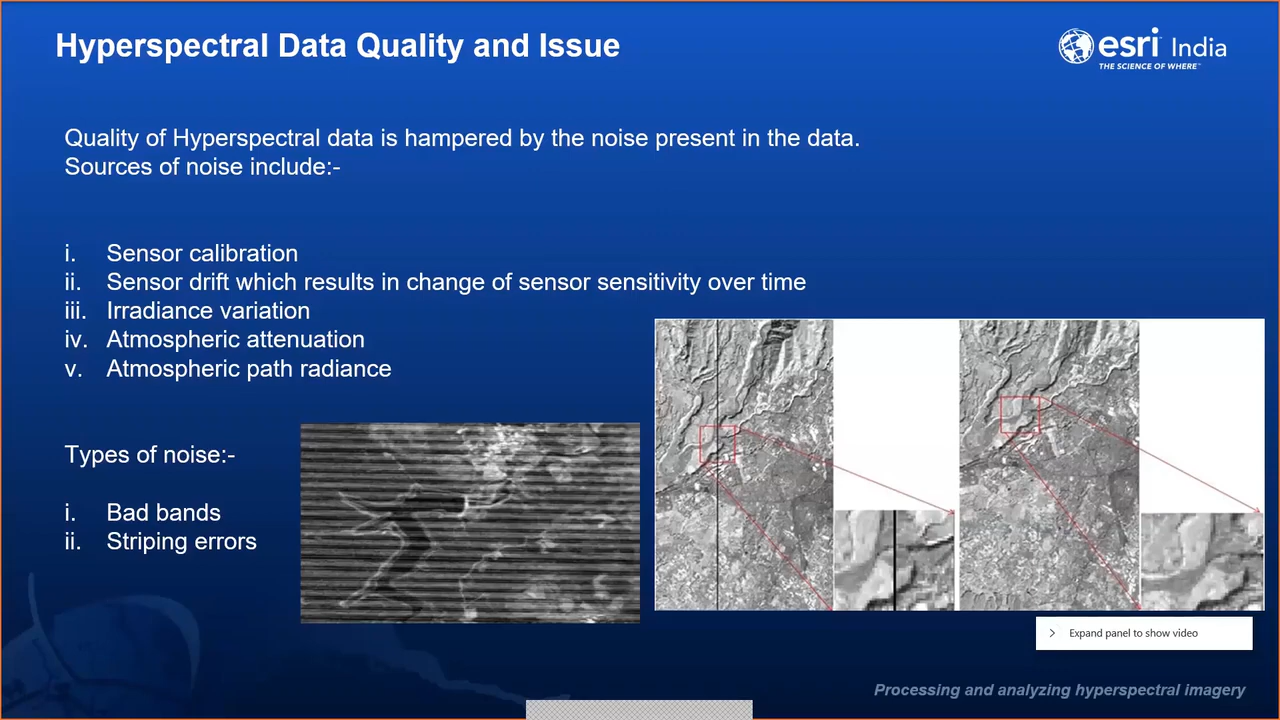 Hyperspectral Data Quality and Issue
esri India
THE SCIENCE OF WHERE™
Quality of Hyperspectral data is hampered by the noise present in the data.
Sources of noise include:-
i. Sensor calibration
ii. Sensor drift which results in change of sensor sensitivity over time
iii. Irradiance variation
iv. Atmospheric attenuation
v. Atmospheric path radiance
Types of noise:-
i. Bad bands
ii. Striping errors
Expand panel to show video
Processing and analyzing hyperspectral imagery